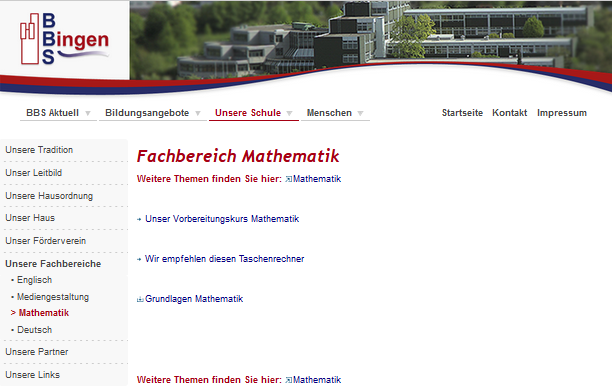 B
Bingen
B
S
BBS Aktuell
Bildungsangebote
Unsere Schule
Menschen
Startseite
Kontakt
Impressum
Unsere Tradition
Unser Leitbild
Unsere Hausordnung
Unser Haus
Unser Förderverein
Unsere Fachbereiche
• Englisch
• Mediengestaltung
> Mathematik
• Deutsch
Unsere Partner
Unsere Links
Fachbereich Mathematik
Weitere Themen finden Sie hier: Mathematik
Unser Vorbereitungskurs Mathematik
Wir empfehlen diesen Taschenrechner
Grundlagen Mathematik
Weitere Themen finden Sie hier: Mathematik